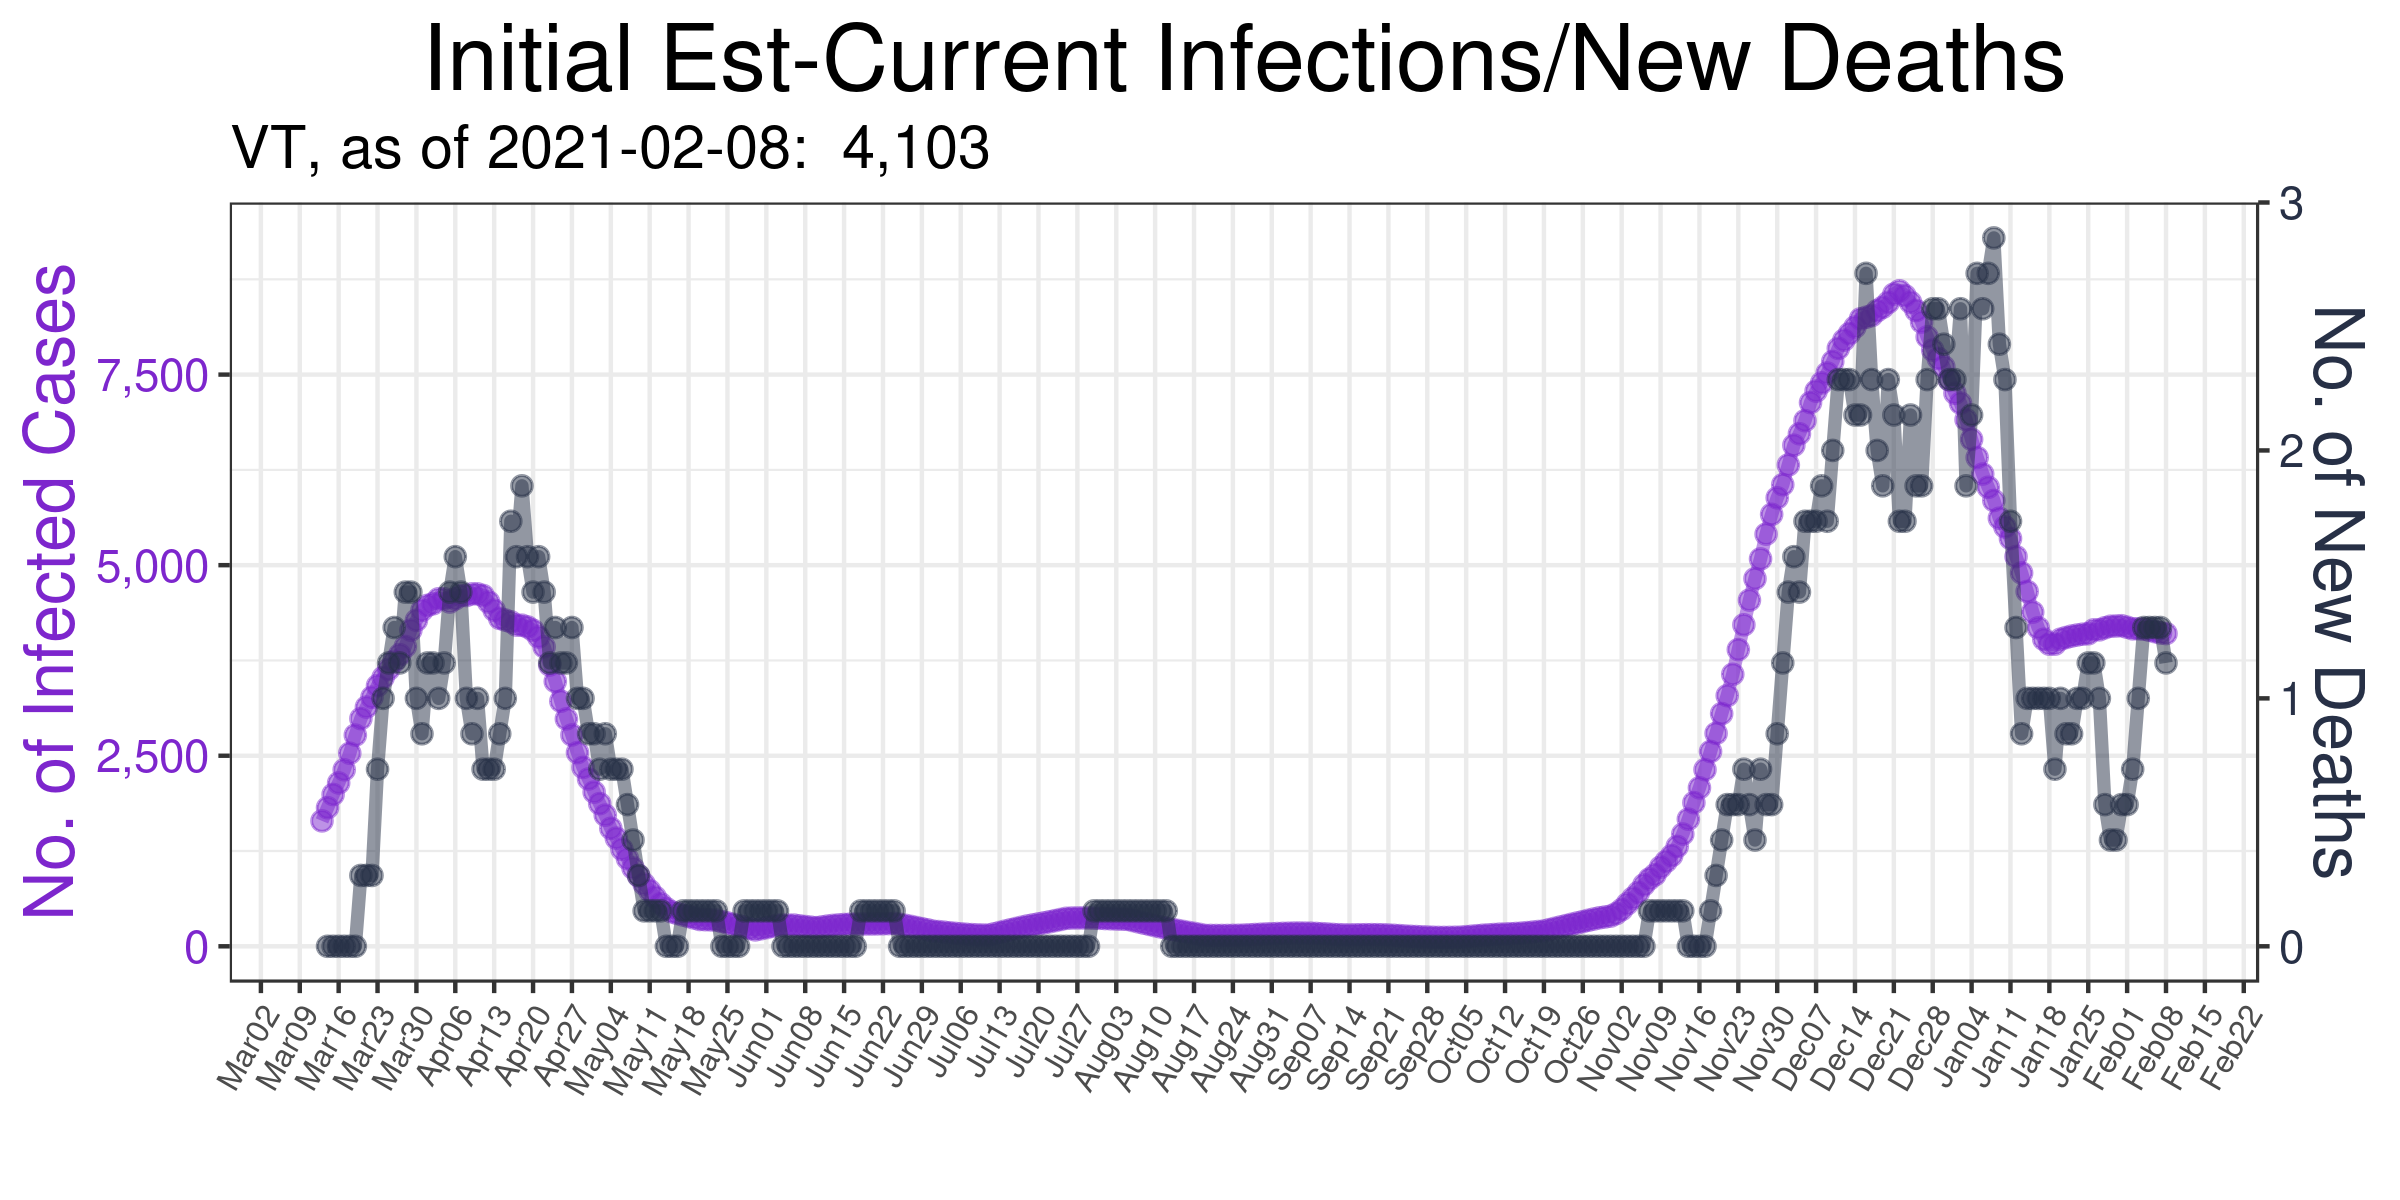 Initial Est-Current Infections/New Deaths
VT, as of 2021-02-08: 4,103
No. of Infected Cases
7,500
5,000
2,500
0
3
2
1
0
No. of New Deaths
Mar02
Mar09
Mar16
Mar23
Mar30
Apr06
Apr13
Apr20
Apr27
May04
May11
May18
May25
Jun01
Jun08
Jun15
Jun22
Jun29
Jul06
Jul13
Jul20
Jul27
Aug03
Aug10
Aug17
Aug24
Aug31
Sep07
Sep14
Sep21
Sep28
Oct05
Oct12
Oct19
Oct26
Nov02
Nov09
Nov16
Nov23
Nov30
Dec07
Dec14
Dec21
Dec28
Jan04
Jan11
Jan18
Jan25
Feb01
Feb08
Feb15
Feb22